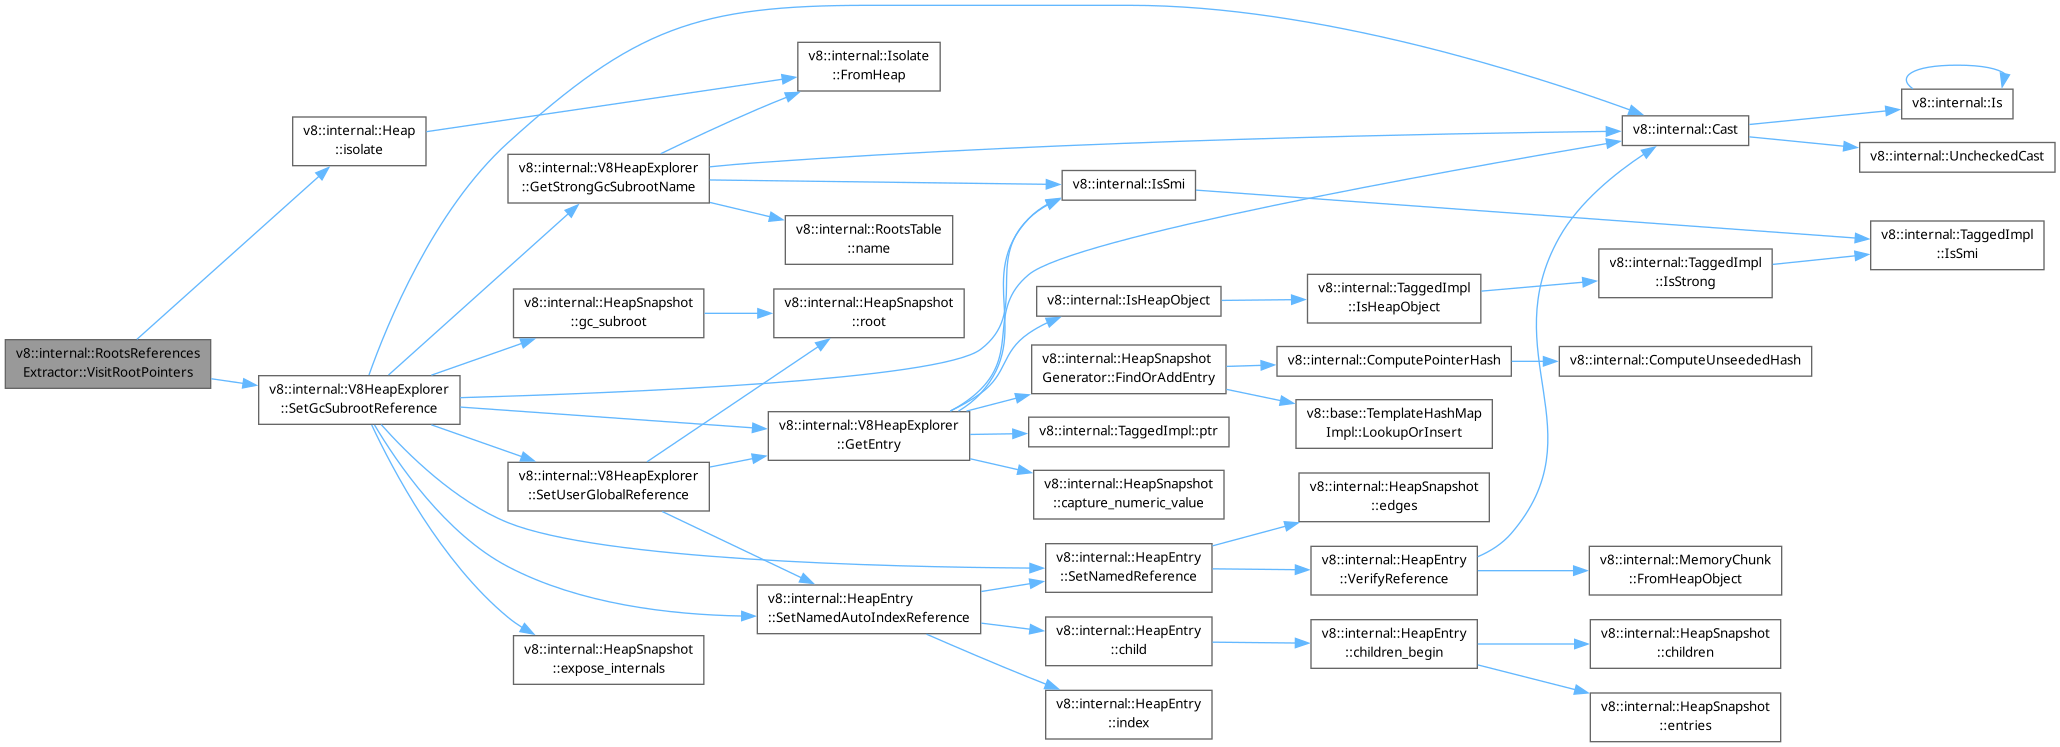 v8::internal::RootsReferences
Extractor::VisitRootPointers
v8::internal::Heap
::isolate
v8::internal::V8HeapExplorer
::SetGcSubrootReference
v8::internal::V8HeapExplorer
::GetStrongGcSubrootName
v8::internal::HeapSnapshot
::gc_subroot
v8::internal::V8HeapExplorer
::SetUserGlobalReference
v8::internal::HeapSnapshot
::expose_internals
v8::internal::Isolate
::FromHeap
v8::internal::RootsTable
::name
v8::internal::HeapSnapshot
::root
v8::internal::V8HeapExplorer
::GetEntry
v8::internal::HeapEntry
::SetNamedAutoIndexReference
v8::internal::IsSmi
v8::internal::IsHeapObject
v8::internal::HeapSnapshot
Generator::FindOrAddEntry
v8::internal::TaggedImpl::ptr
v8::internal::HeapSnapshot
::capture_numeric_value
v8::internal::HeapEntry
::SetNamedReference
v8::internal::HeapEntry
::child
v8::internal::HeapEntry
::index
v8::internal::TaggedImpl
::IsHeapObject
v8::internal::ComputePointerHash
v8::base::TemplateHashMap
Impl::LookupOrInsert
v8::internal::HeapSnapshot
::edges
v8::internal::HeapEntry
::VerifyReference
v8::internal::HeapEntry
::children_begin
v8::internal::Cast
v8::internal::TaggedImpl
::IsStrong
v8::internal::ComputeUnseededHash
v8::internal::MemoryChunk
::FromHeapObject
v8::internal::HeapSnapshot
::children
v8::internal::HeapSnapshot
::entries
v8::internal::Is
v8::internal::UncheckedCast
v8::internal::TaggedImpl
::IsSmi